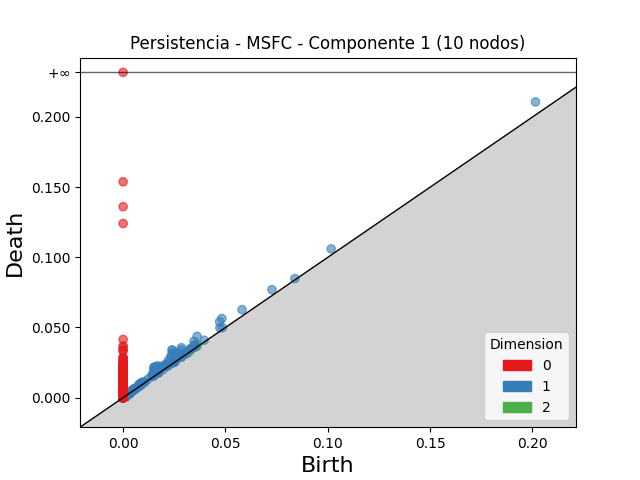 Persistencia - MSFC - Componente 1 (10 nodos)
+∞
0.200
0.150
0.100
0.050
0.000
Death
0.00 0.05 0.10 0.15 0.20
Birth
Dimension
0
1
2